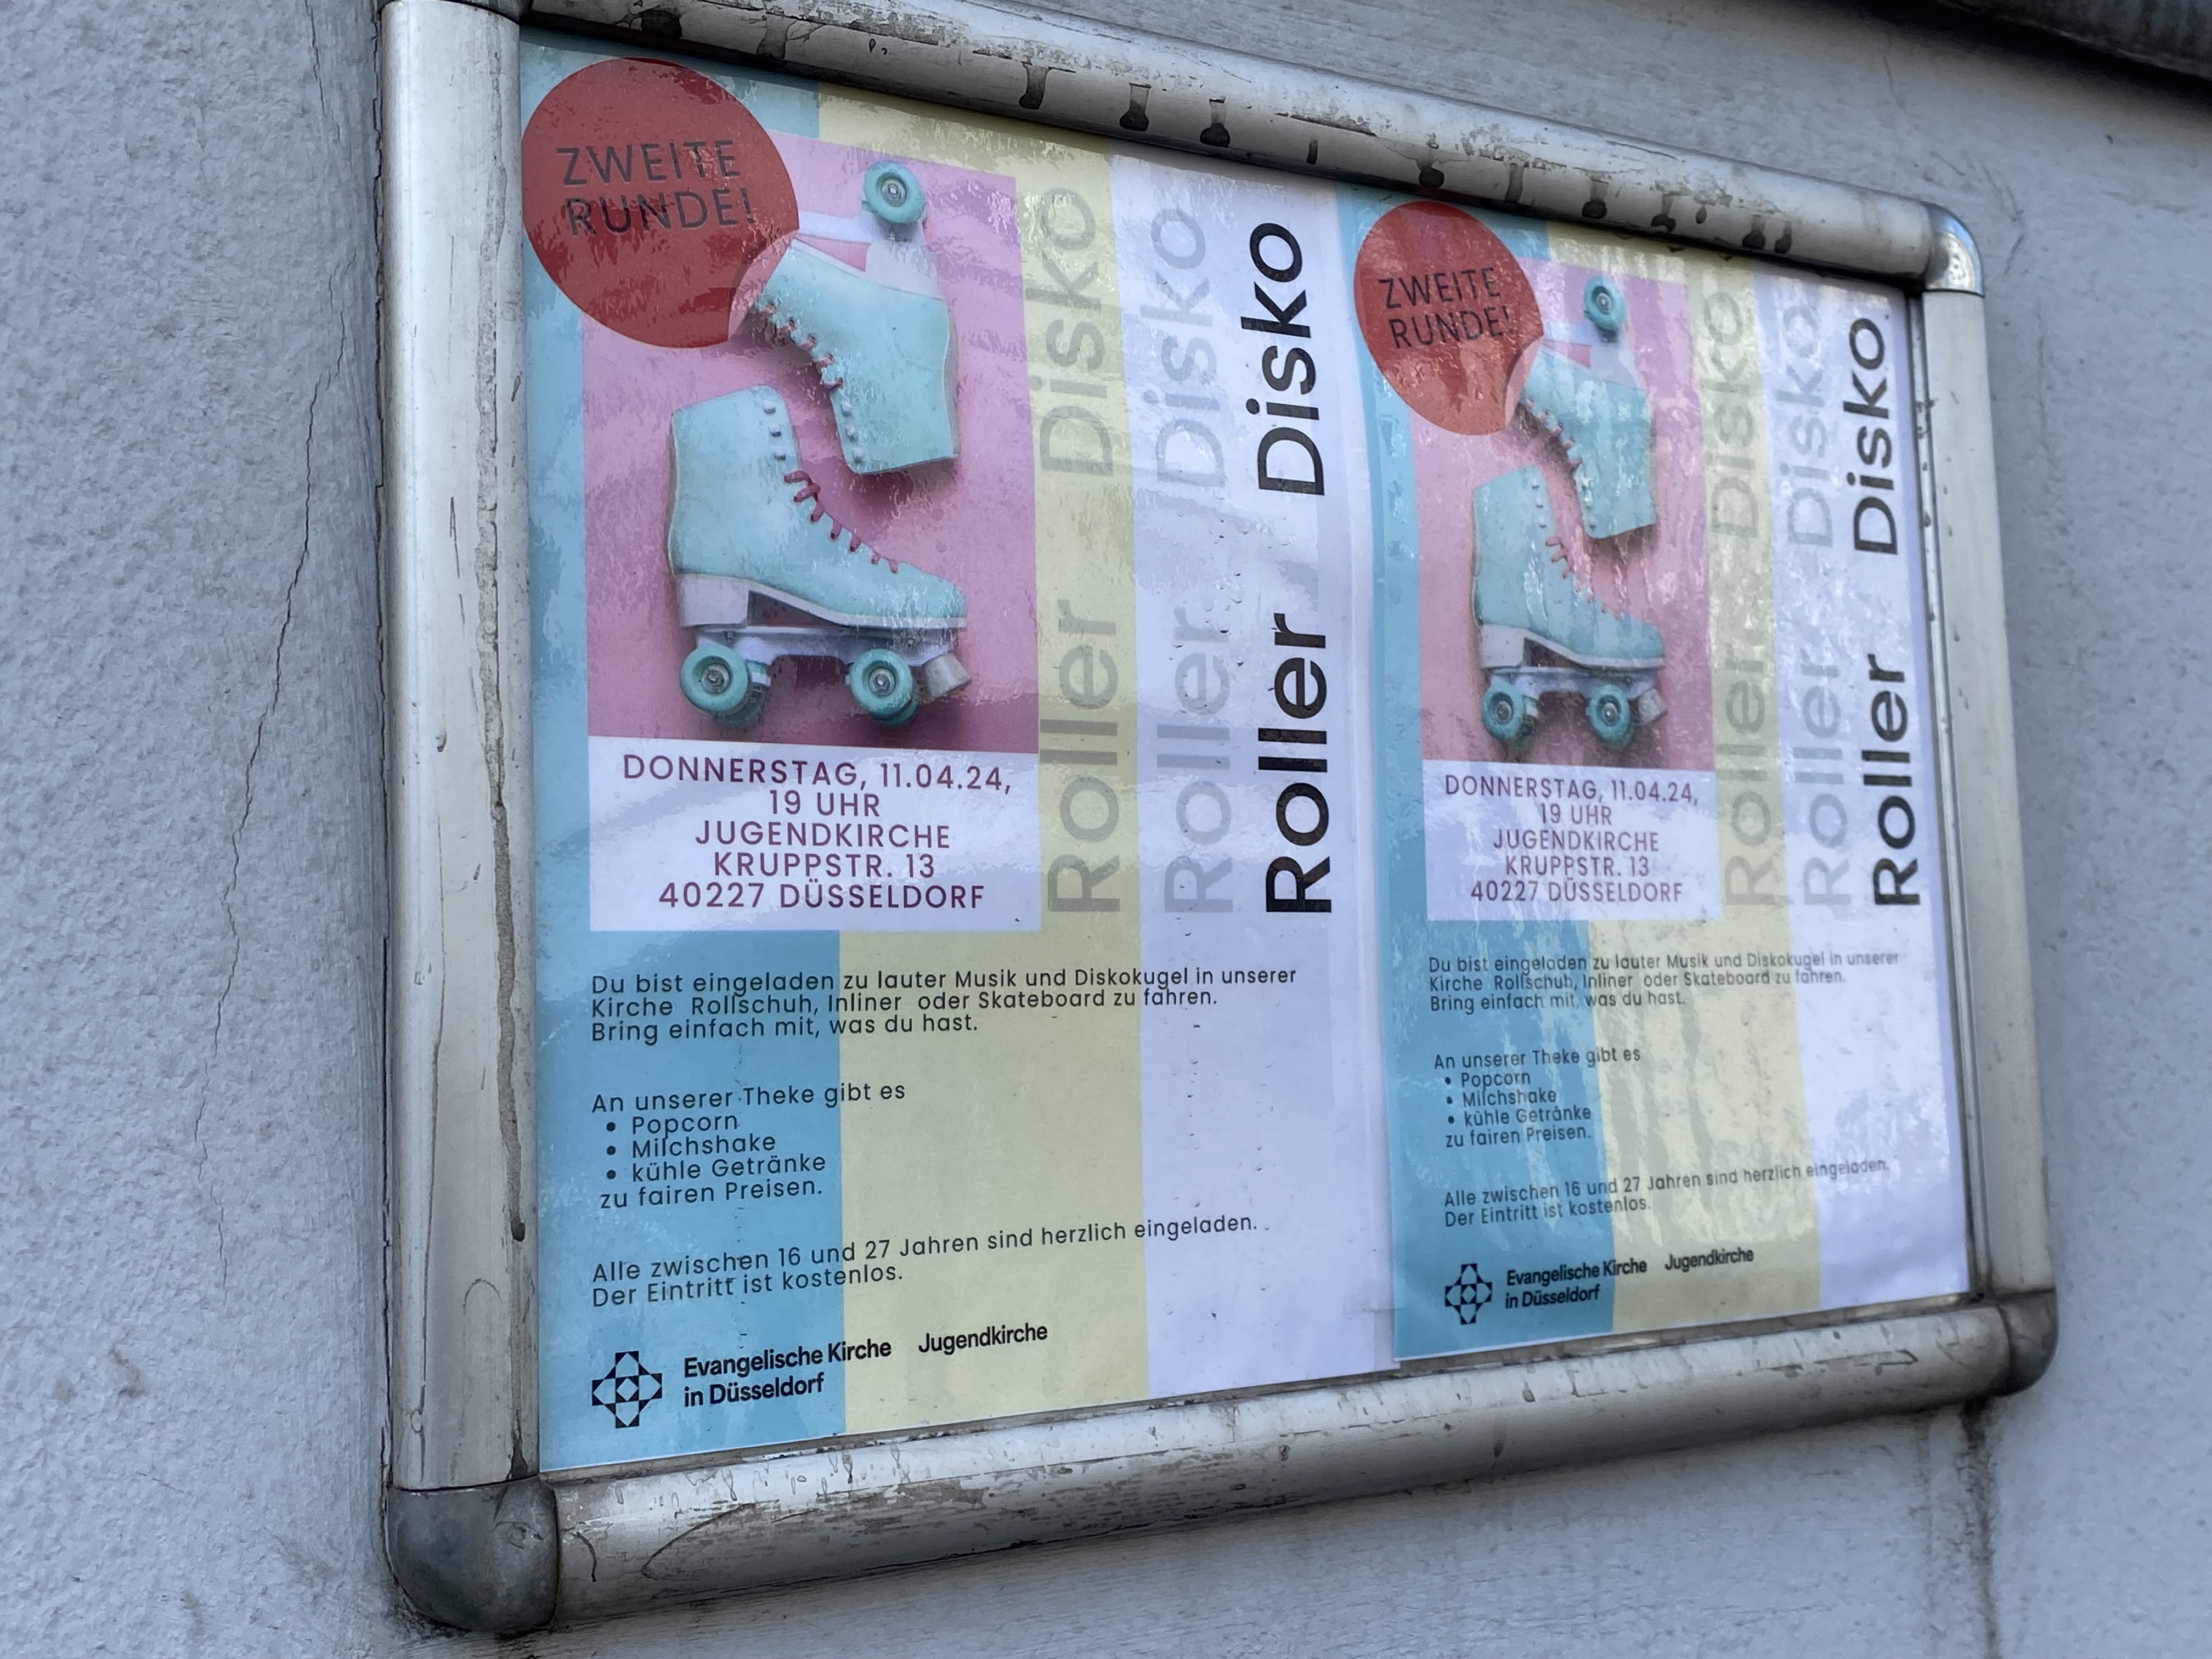 ZWEITE
RUNDE!
Roller Disko
Roller Disko
Roller Disko
DONNERSTAG, 11.04.24,
19 UHR
JUGENDKIRCHE
KRUPPSTR. 13
40227 DÜSSELDORF
Du bist eingeladen zu lauter Musik und Diskokugel in unserer
Kirche Rollschuh, Inliner oder Skateboard zu fahren.
Bring einfach mit, was du hast.
An unserer Theke gibt es
• Popcorn
• Milchshake
• kühle Getränke
zu fairen Preisen.
Alle zwischen 16 und 27 Jahren sind herzlich eingeladen.
Der Eintritt ist kostenlos.
Evangelische Kirche Jugendkirche
in Düsseldorf
ZWEITE
RUNDE!
Roller Disko
Roller Disko
Roller Disko
DONNERSTAG, 11.04.24,
19 UHR
JUGENDKIRCHE
KRUPPSTR. 13
40227 DÜSSELDORF
Du bist eingeladen zu lauter Musik und Diskokugel in unserer
Kirche Rollschuh, Inliner oder Skateboard zu fahren.
Bring einfach mit, was du hast.
An unserer Theke gibt es
• Popcorn
• Milchshake
• kühle Getränke
zu fairen Preisen.
Alle zwischen 16 und 27 Jahren sind herzlich eingeladen.
Der Eintritt ist kostenlos.
Evangelische Kirche Jugendkirche
in Düsseldorf